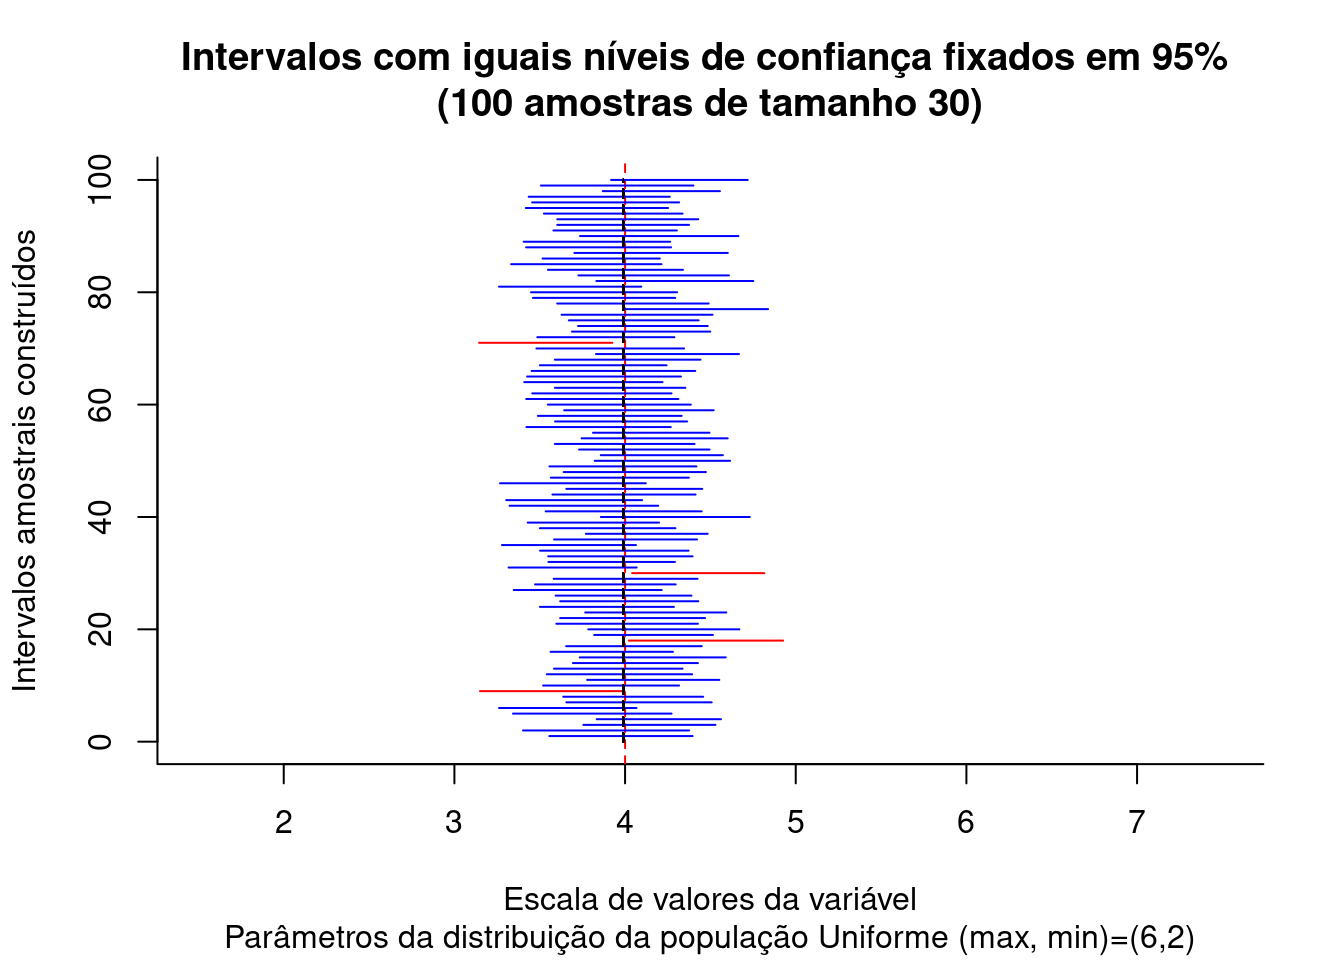 Intervalos com iguais níveis de confiança fixados em 95%
(100 amostras de tamanho 30)
Intervalos amostrais construídos
100
80
60
40
20
0
2 3 4 5 6 7
Escala de valores da variável
Parâmetros da distribuição da população Uniforme (max, min)=(6,2)